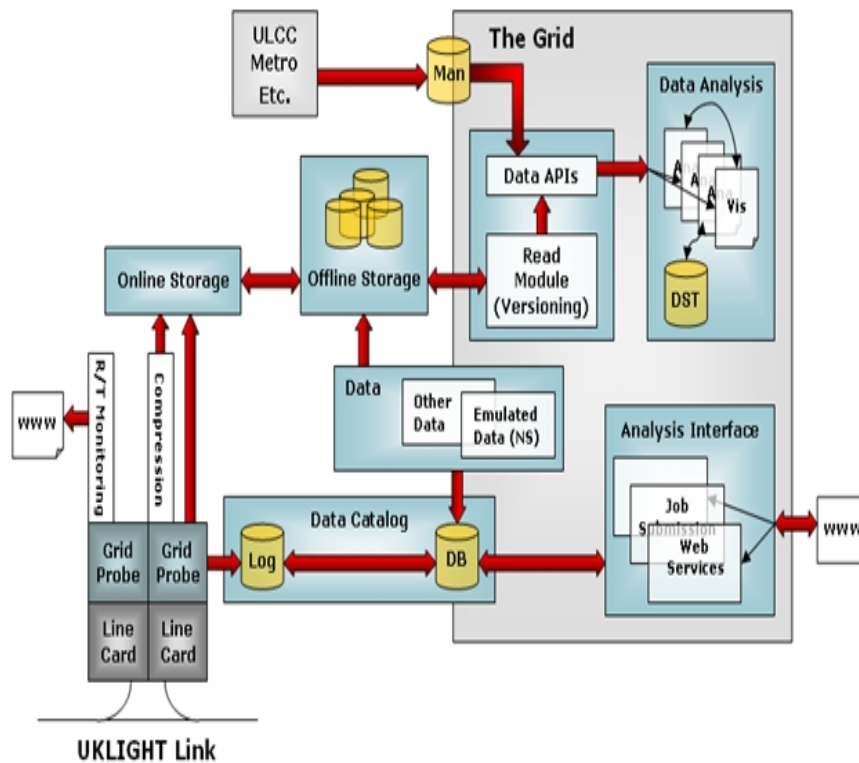 ULCC
Metro
Etc.
Man
The Grid
Data Analysis
Data APIs
Vis
Read
Module
(Versioning)
DST
Online Storage
Offline Storage
R/T Monitoring
Compression
www
Data
Other
Data
Emulated
Data (NS)
Analysis Interface
Job
Submission
Web
Services
www
Data Catalog
Log
DB
Grid
Probe
Grid
Probe
Line
Card
Line
Card
UKLIGHT Link